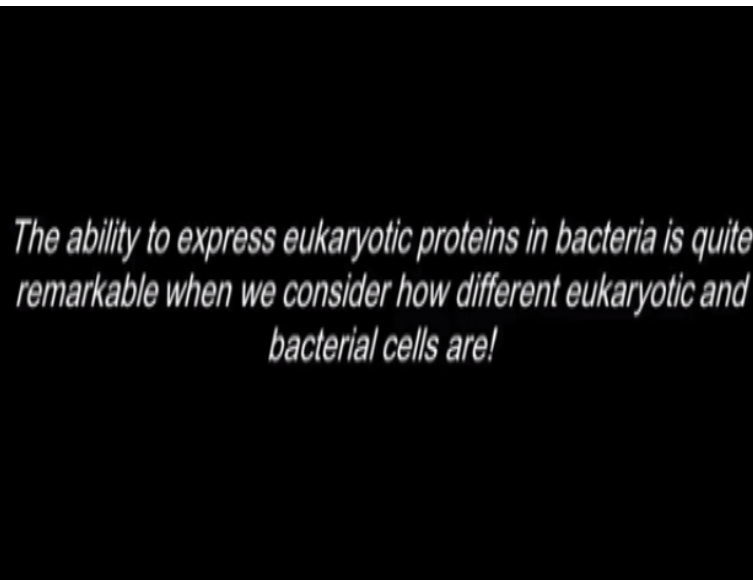 The ability to express eukaryotic proteins in bacteria is quite
remarkable when we consider how different eukaryotic and
bacterial cells are!